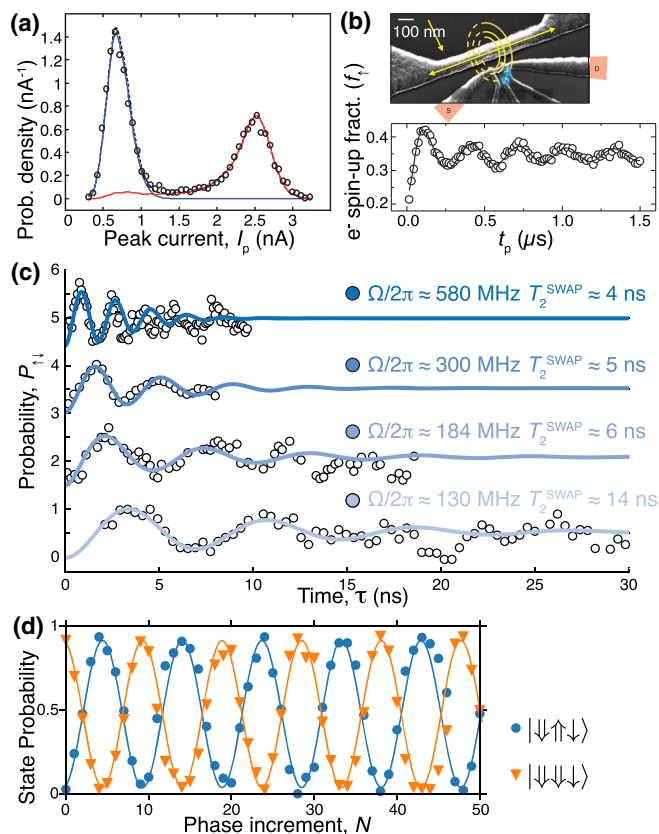 (a)
Prob. density (nA⁻¹)
1.4
1.2
1.0
0.8
0.6
0.4
0.2
0
0 0.5 1 1.5 2 2.5 3
Peak current, Iₚ (nA)
(b)
100 nm
S
D
e⁻ spin-up fract. (f↑)
0.4
0.3
0.2
0.0 0.5 1.0 1.5
tₚ (μs)
(c)
Probability, P↑↓
6
5
4
3
2
1
0
Ω/2π ≈ 580 MHz T₂^SWAP ≈ 4 ns
Ω/2π ≈ 300 MHz T₂^SWAP ≈ 5 ns
Ω/2π ≈ 184 MHz T₂^SWAP ≈ 6 ns
Ω/2π ≈ 130 MHz T₂^SWAP ≈ 14 ns
0 5 10 15 20 25 30
Time, τ (ns)
(d)
State Probability
1
0.5
0
0 10 20 30 40 50
Phase increment, N
|⇓⇑↓⟩
|⇓⇓↓⟩